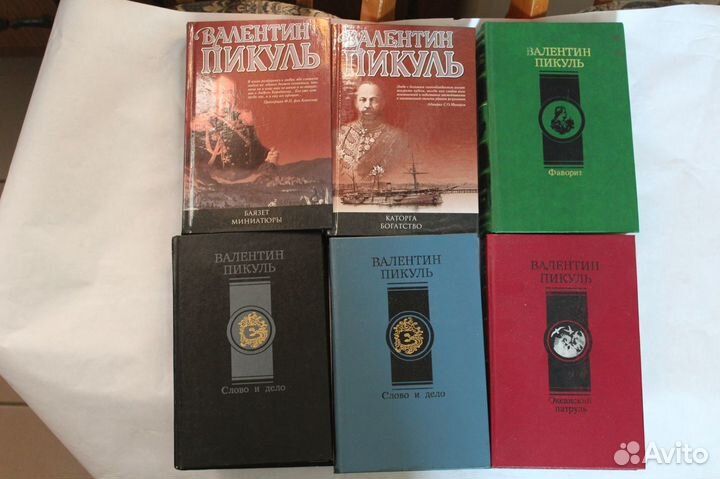 ВАЛЕНТИН
ПИКУЛЬ
БАЯЗЕТ
МИНИАТЮРЫ
ВАЛЕНТИН
ПИКУЛЬ
КАТОРГА
БОГАТСТВО
ВАЛЕНТИН
ПИКУЛЬ
Фаворит
ВАЛЕНТИН
ПИКУЛЬ
Слово и дело
ВАЛЕНТИН
ПИКУЛЬ
Слово и дело
ВАЛЕНТИН
ПИКУЛЬ
Океанский
патруль
Avito